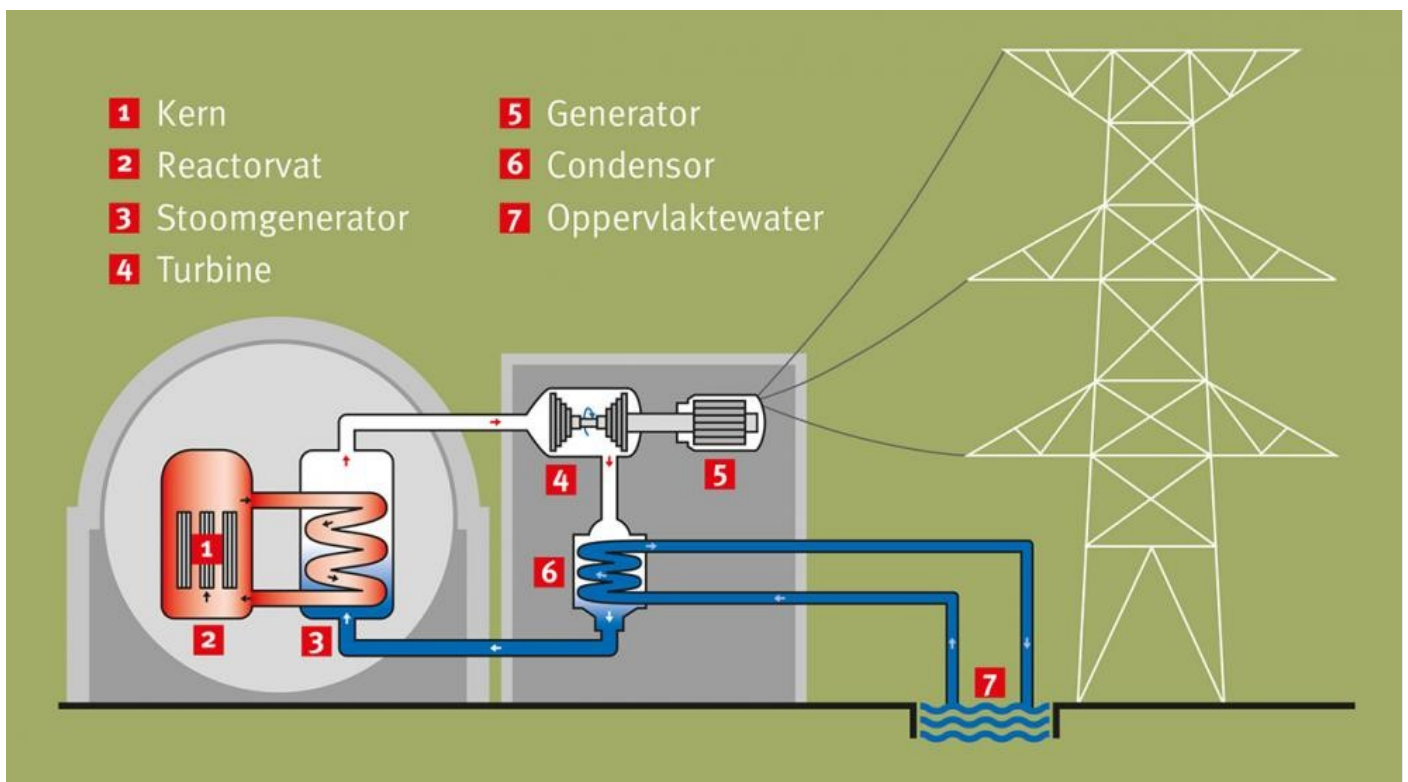 1 Kern
2 Reactorvat
3 Stoomgenerator
4 Turbine
5 Generator
6 Condensor
7 Oppervlaktewater
4
5
1
6
2
3
7